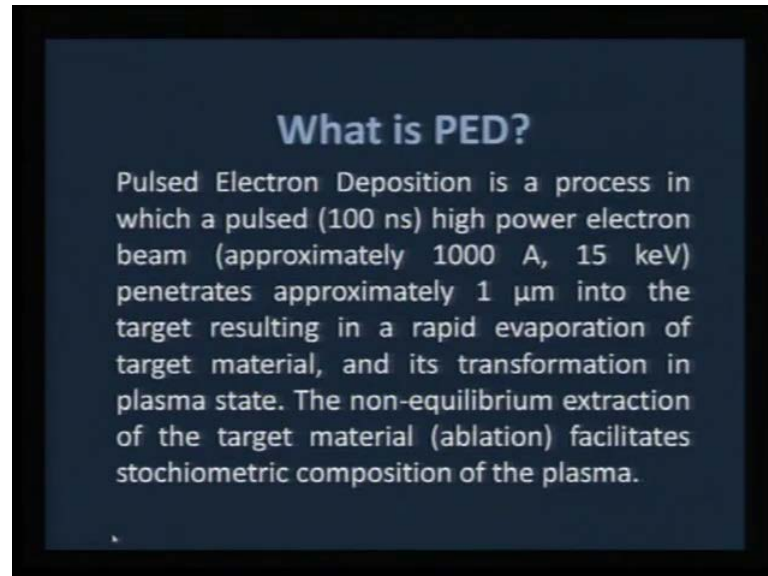 What is PED?
Pulsed Electron Deposition is a process in
which a pulsed (100 ns) high power electron
beam (approximately 1000 A, 15 keV)
penetrates approximately 1 μm into the
target resulting in a rapid evaporation of
target material, and its transformation in
plasma state. The non-equilibrium extraction
of the target material (ablation) facilitates
stochiometric composition of the plasma.